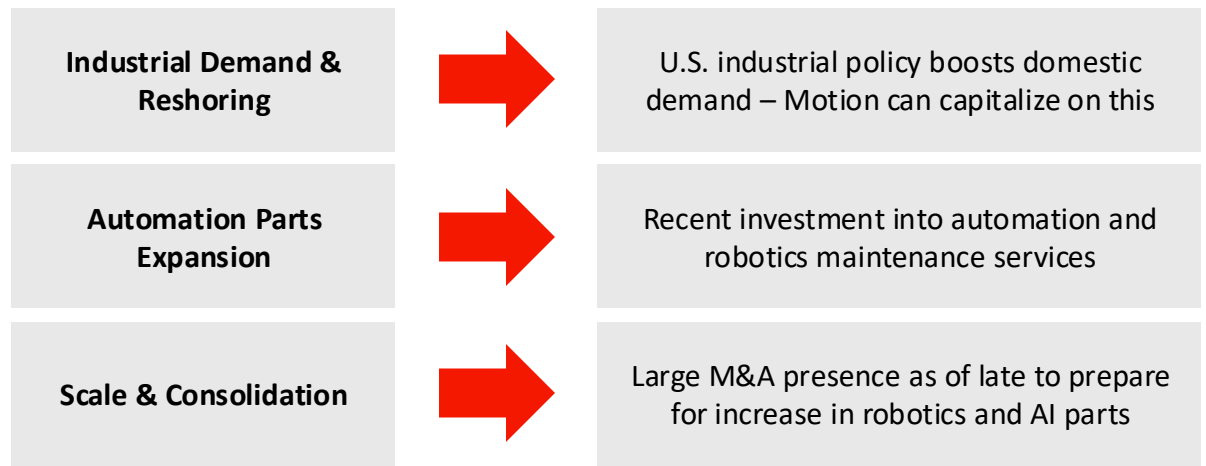 Industrial Demand &
Reshoring
U.S. industrial policy boosts domestic
demand – Motion can capitalize on this
Automation Parts
Expansion
Recent investment into automation and
robotics maintenance services
Scale & Consolidation
Large M&A presence as of late to prepare
for increase in robotics and AI parts